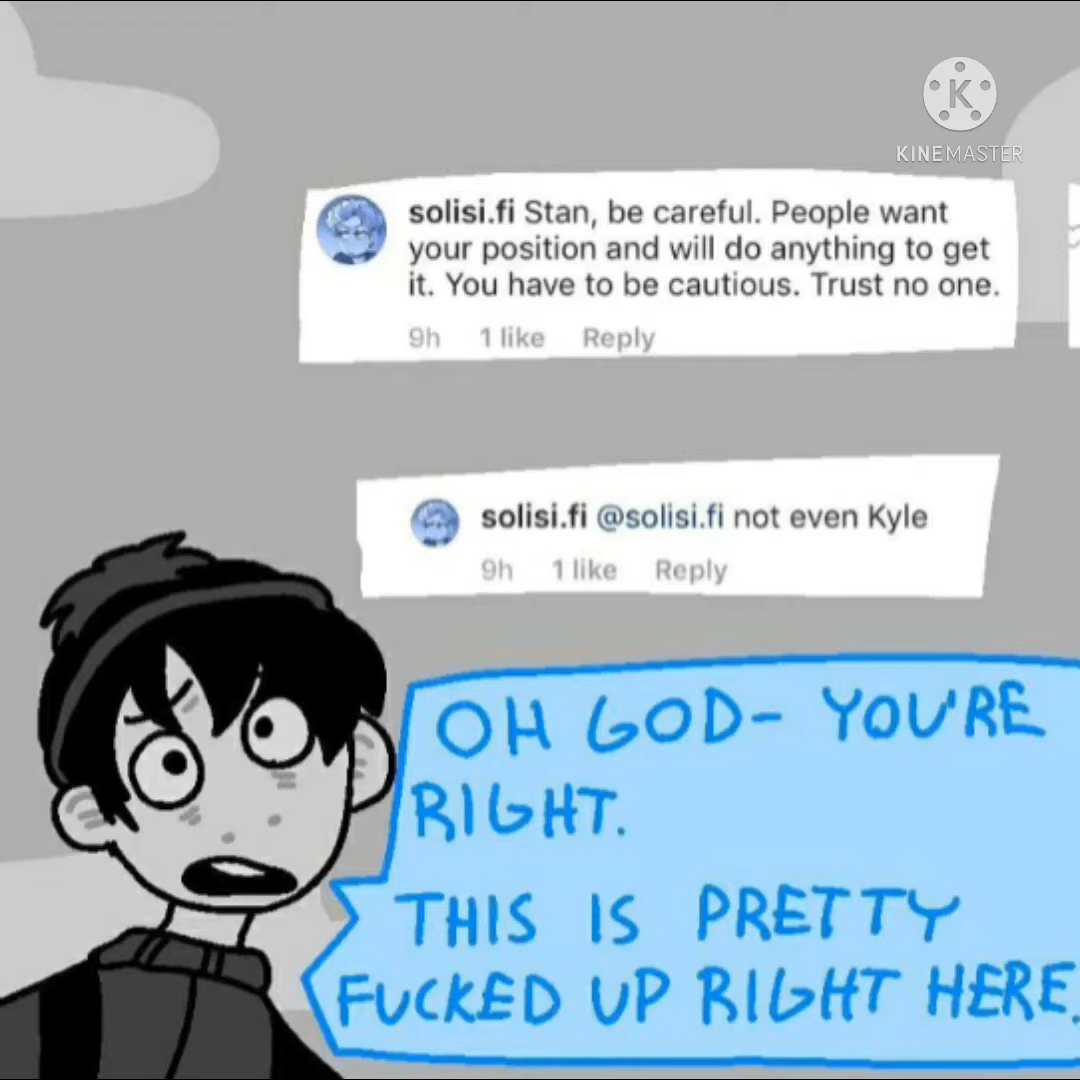 KINEMASTER
solisi.fi Stan, be careful. People want
your position and will do anything to get
it. You have to be cautious. Trust no one.
9h 1 like Reply
solisi.fi @solisi.fi not even Kyle
9h 1 like Reply
OH GOD- YOU'RE
RIGHT.
THIS IS PRETTY
FUCKED UP RIGHT HERE.